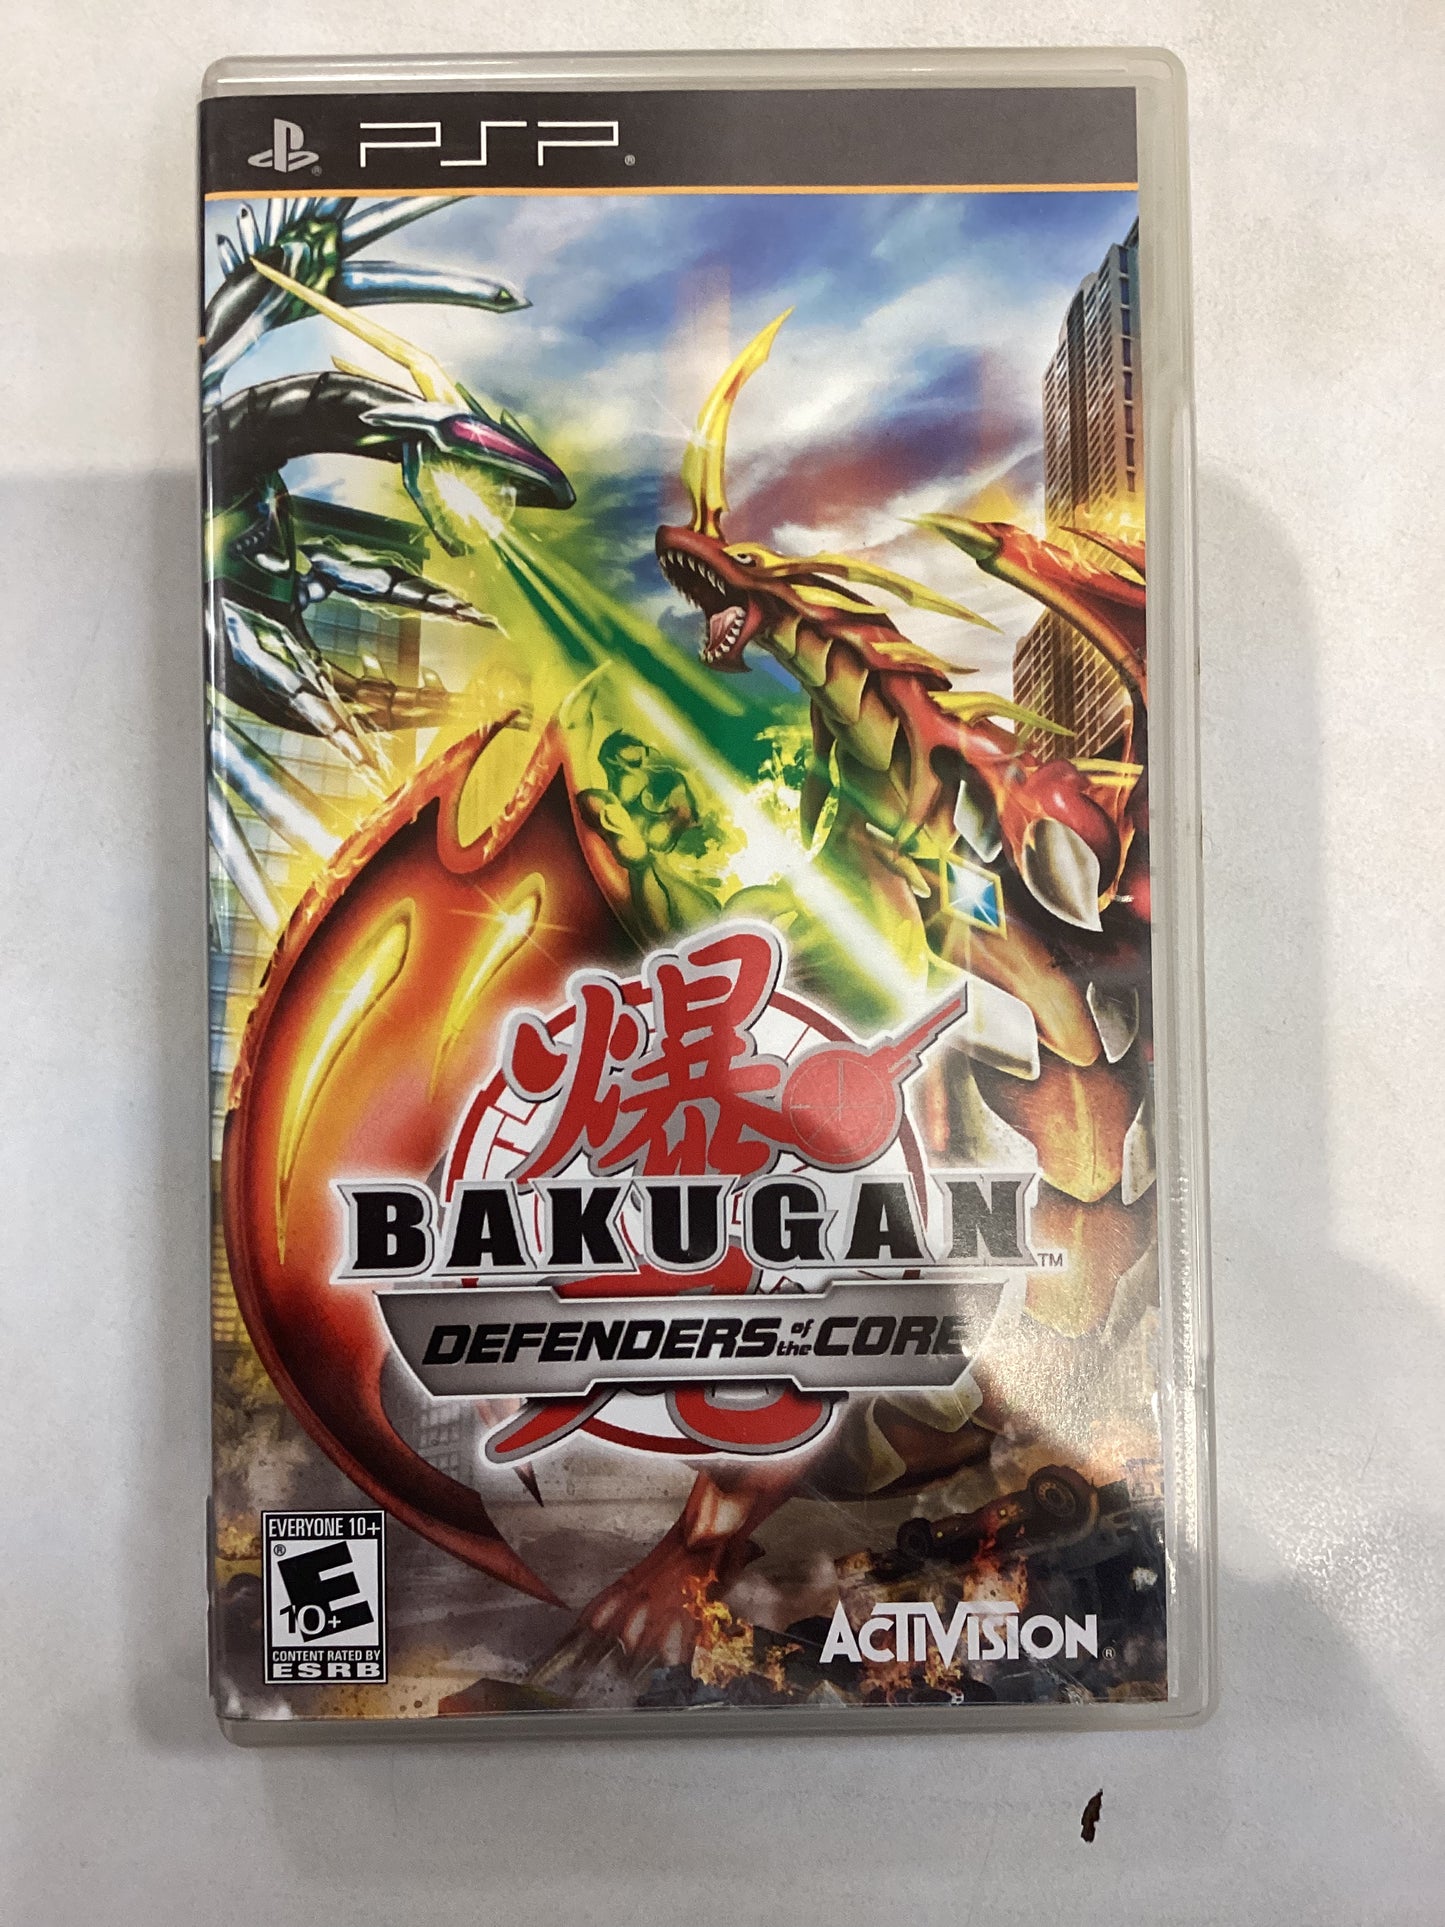 PSP®
爆
BAKUGAN™
DEFENDERS of the CORE
EVERYONE 10+
®
E
10+
CONTENT RATED BY
ESRB
ACTIVISION®